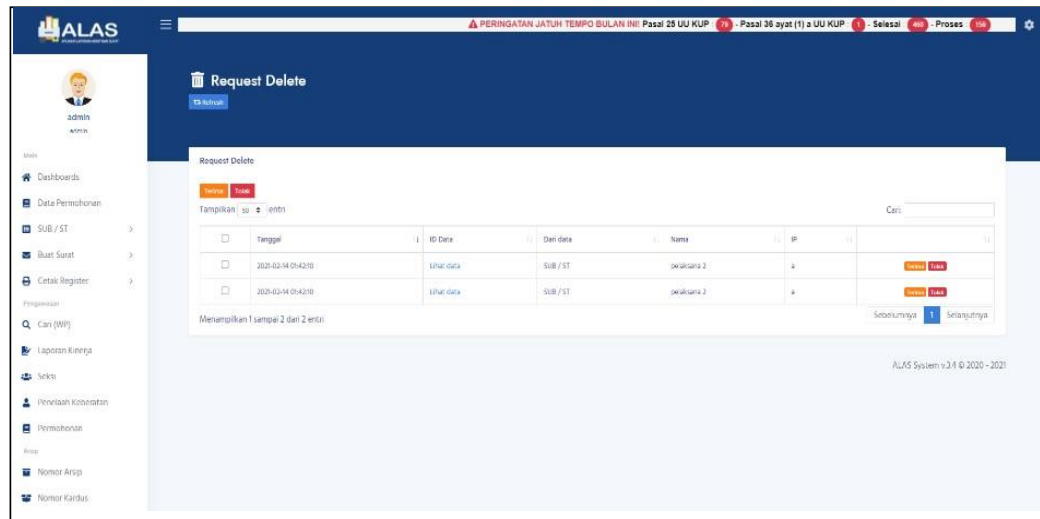 ALAS
PERINGATAN JATUH TEMPO BULAN INI! Pasal 25 UU KUP : 79 - Pasal 36 ayat (1) a UU KUP : 1 - Selesai : 460 - Proses : 156
admin
admin
Main
Dashboards
Data Permohonan
SUB / ST
Buat Surat
Cetak Register
Pengawasan
Cari (WP)
Laporan Kinerja
Seksi
Penelaah Keberatan
Permohonan
Arsip
Nomor Arsip
Nomor Kardus
Request Delete
Refresh
Request Delete
Terima Tolak
Tampilkan 50 entri
Cari:
Tanggal ID Data Dari data Nama IP
2021-02-14 01:42:10 Lihat data SUB / ST pelaksana 2 a Terima Tolak
2021-02-14 01:42:10 Lihat data SUB / ST pelaksana 2 a Terima Tolak
Menampilkan 1 sampai 2 dari 2 entri
Sebelumnya 1 Selanjutnya
ALAS System v.3.4 © 2020 - 2021